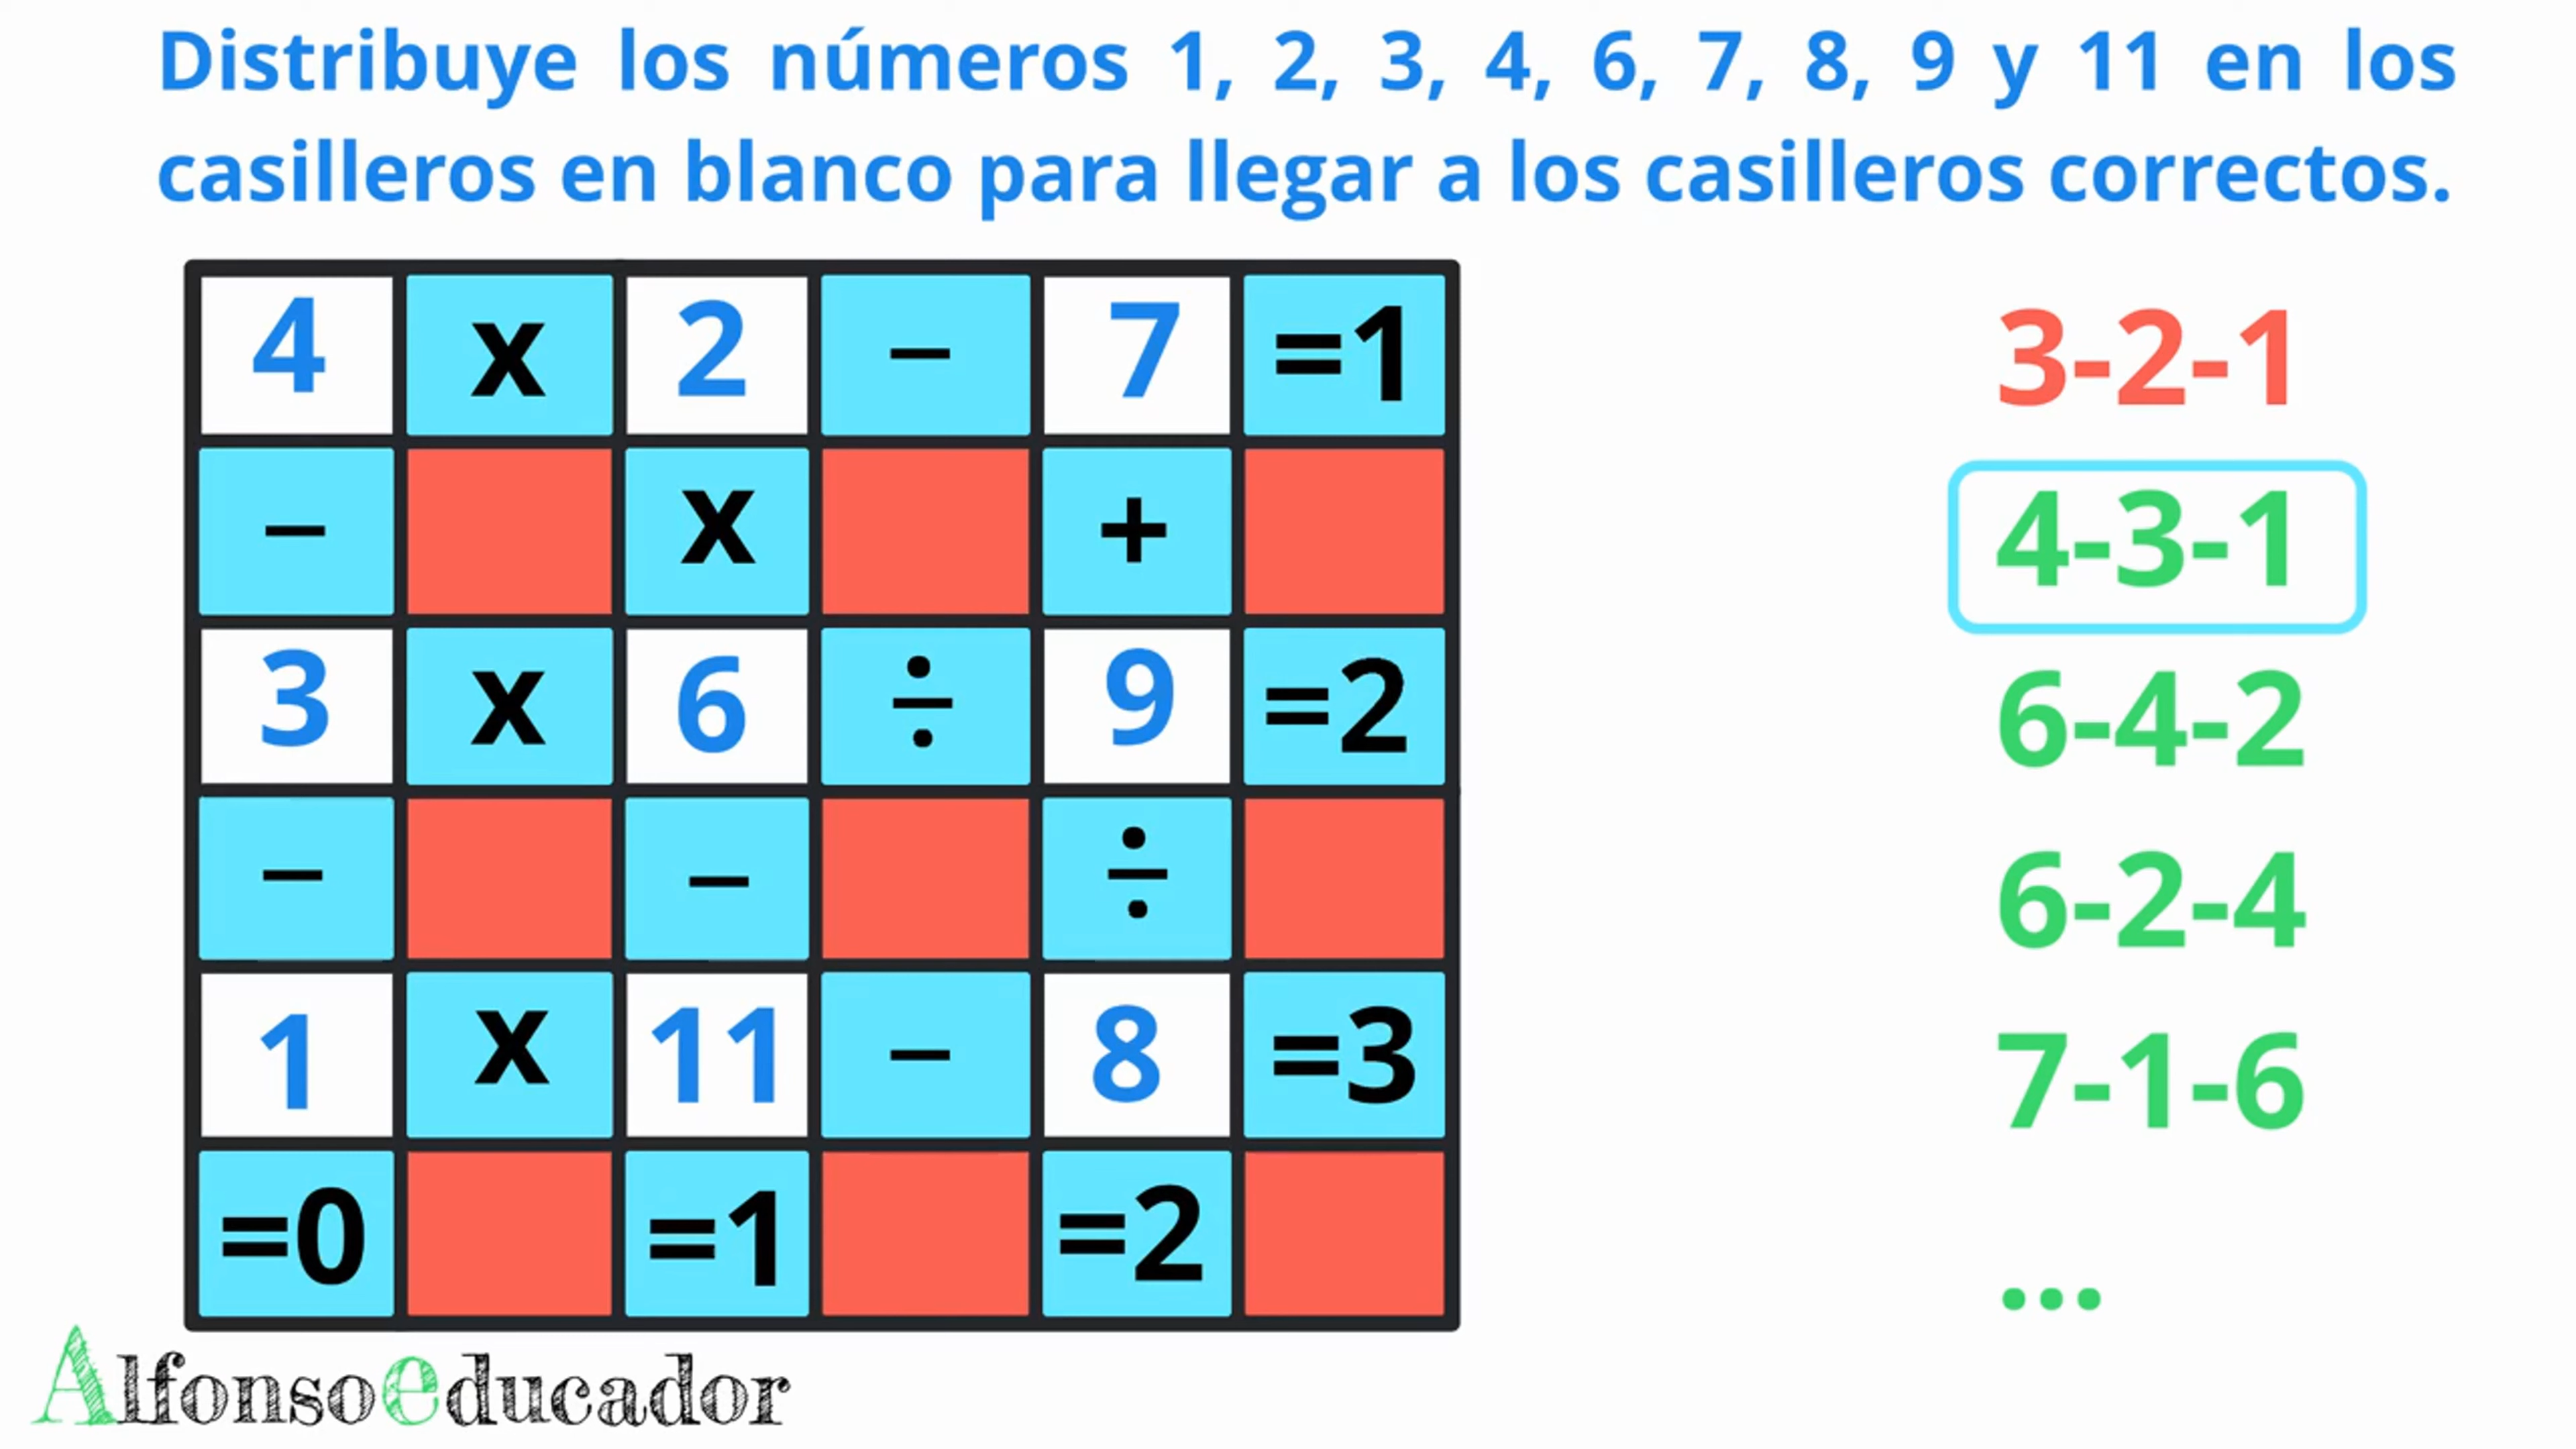 Distribuye los números 1, 2, 3, 4, 6, 7, 8, 9 y 11 en los
casilleros en blanco para llegar a los casilleros correctos.
4 x 2 − 7 =1
− x +
3 x 6 ÷ 9 =2
− − ÷
1 x 11 − 8 =3
=0 =1 =2
3-2-1
4-3-1
6-4-2
6-2-4
7-1-6
...
Alfonsoeducador